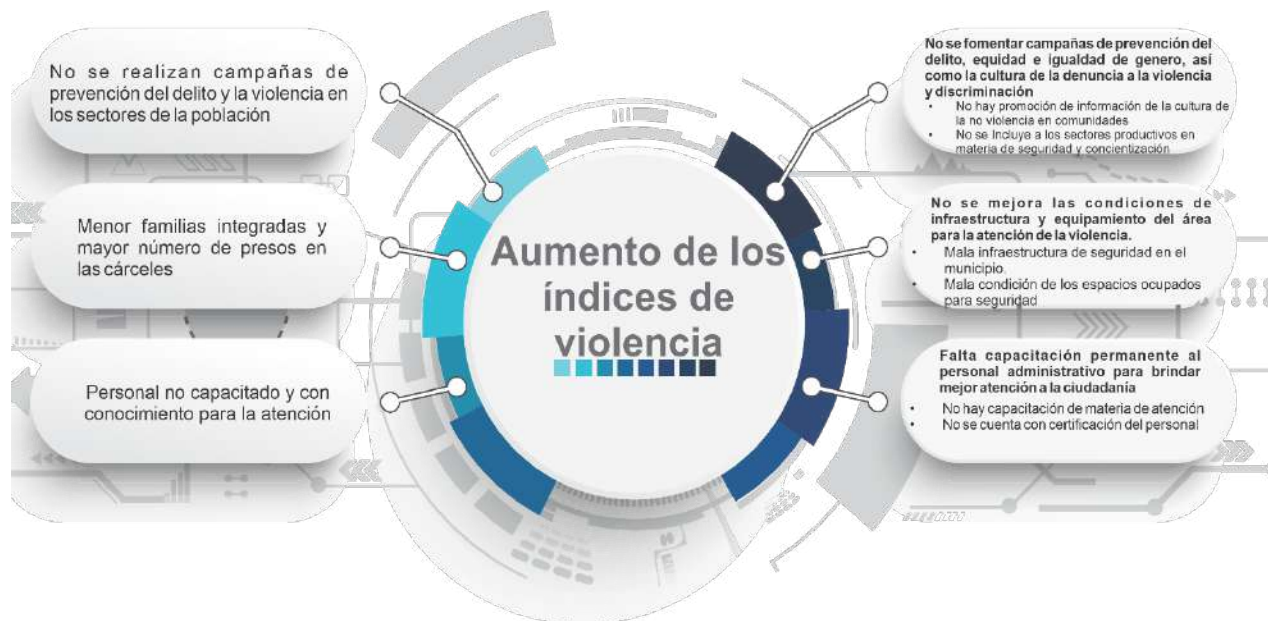 No se realizan campañas de
prevención del delito y la violencia en
los sectores de la población
Menor familias integradas y
mayor número de presos en
las cárceles
Personal no capacitado y con
conocimiento para la atención
Aumento de los
índices de
violencia
No se fomentar campañas de prevención del
delito, equidad e igualdad de genero, así
como la cultura de la denuncia a la violencia
y discriminación
• No hay promoción de información de la cultura de
la no violencia en comunidades
• No se Incluye a los sectores productivos en
materia de seguridad y concientización
No se mejora las condiciones de
infraestructura y equipamiento del área
para la atención de la violencia.
• Mala infraestructura de seguridad en el
municipio.
• Mala condición de los espacios ocupados
para seguridad
Falta capacitación permanente al
personal administrativo para brindar
mejor atención a la ciudadanía
• No hay capacitación de materia de atención
• No se cuenta con certificación del personal